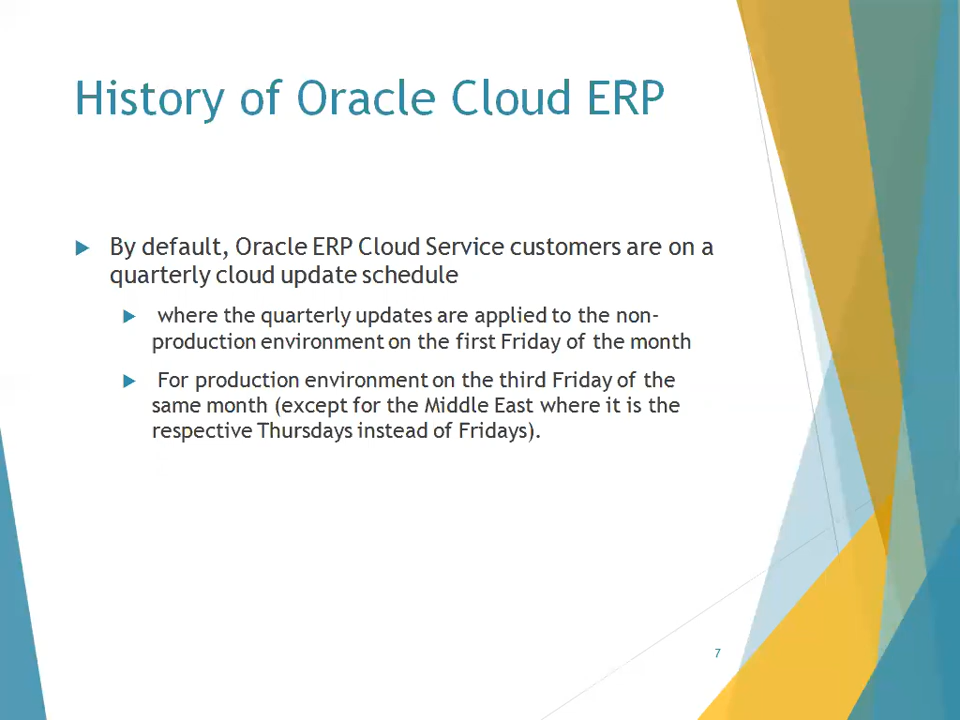 History of Oracle Cloud ERP
By default, Oracle ERP Cloud Service customers are on a
quarterly cloud update schedule
where the quarterly updates are applied to the non-
production environment on the first Friday of the month
For production environment on the third Friday of the
same month (except for the Middle East where it is the
respective Thursdays instead of Fridays).
7